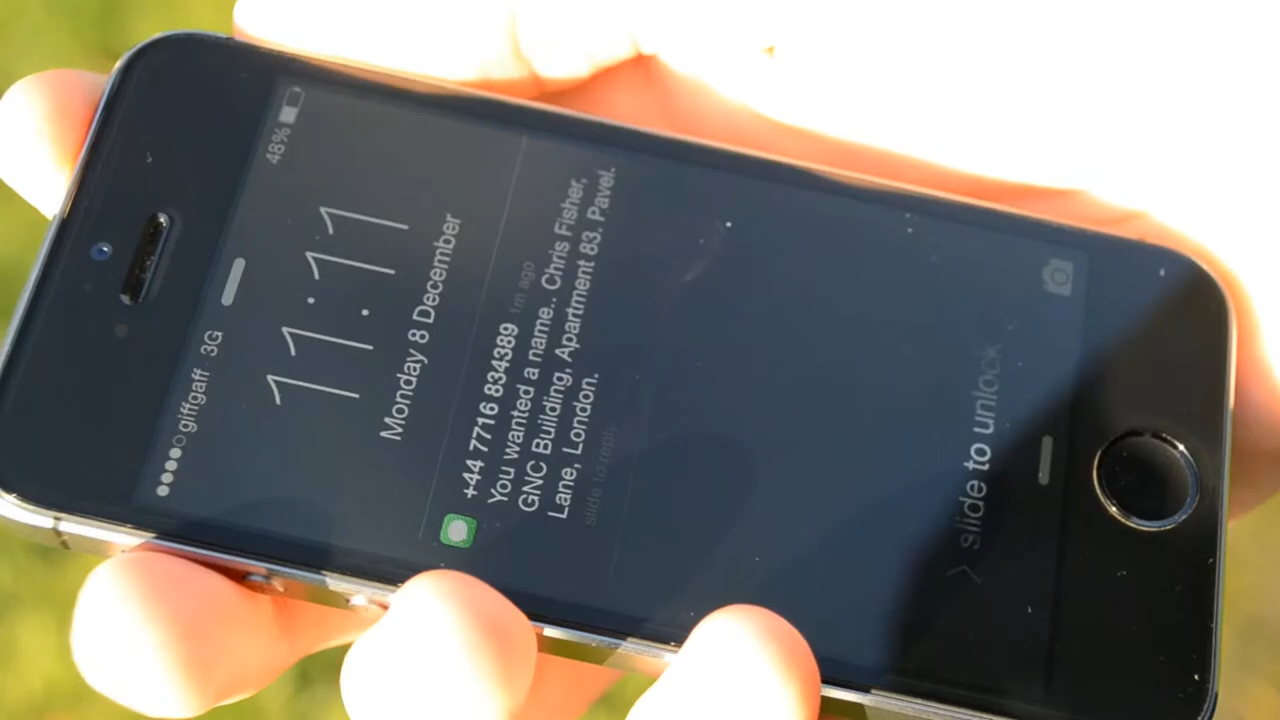 giffgaff 3G 48%
11:11
Monday 8 December
+44 7716 834389 1m ago
You wanted a name.. Chris Fisher,
GNC Building, Apartment 83. Pavel.
Lane, London.
slide to reply
> slide to unlock